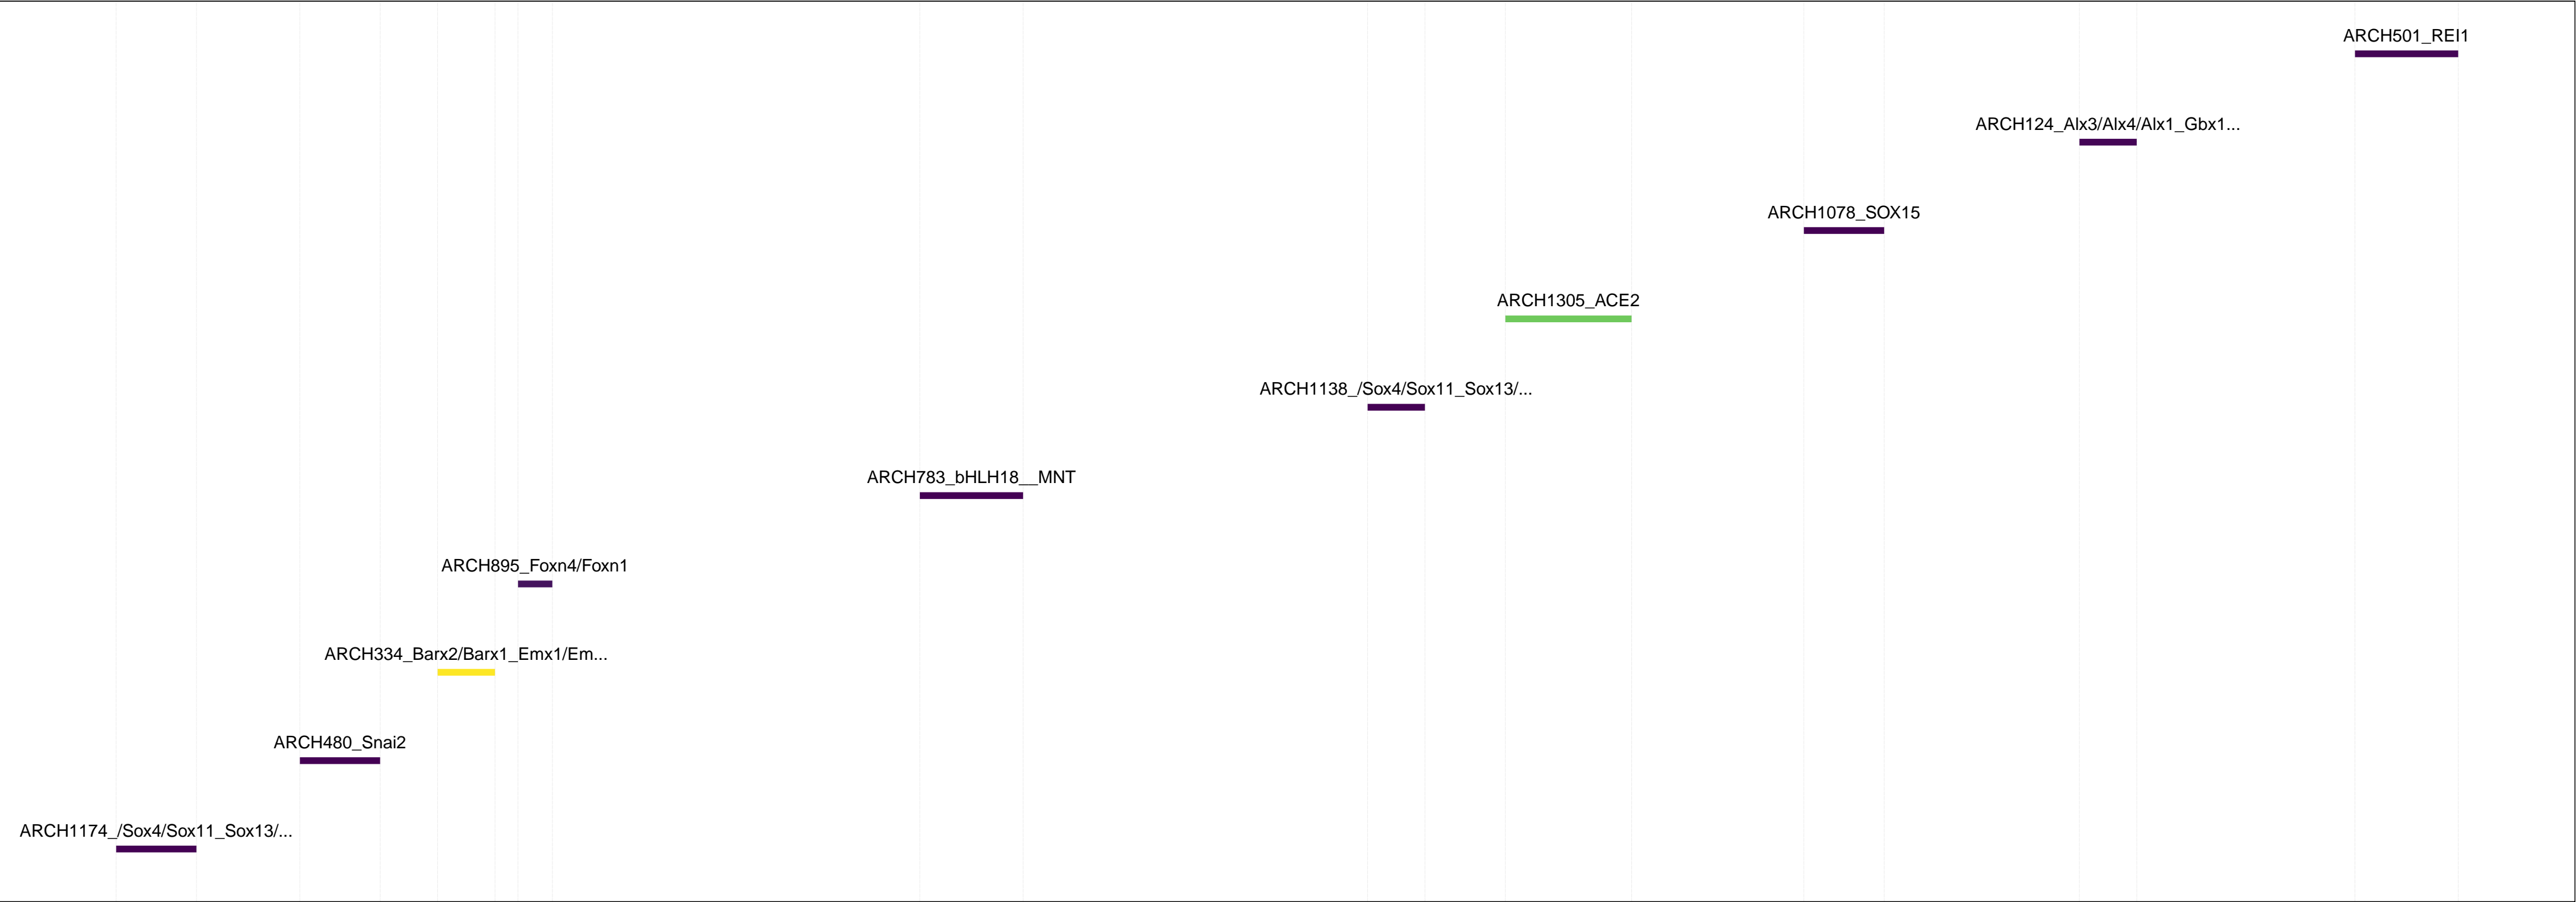 ARCH501_REI1
ARCH124_Alx3/Alx4/Alx1_Gbx1...
ARCH1078_SOX15
ARCH1305_ACE2
ARCH1138_/Sox4/Sox11_Sox13/...
ARCH783_bHLH18__MNT
ARCH895_Foxn4/Foxn1
ARCH334_Barx2/Barx1_Emx1/Em...
ARCH480_Snai2
ARCH1174_/Sox4/Sox11_Sox13/...